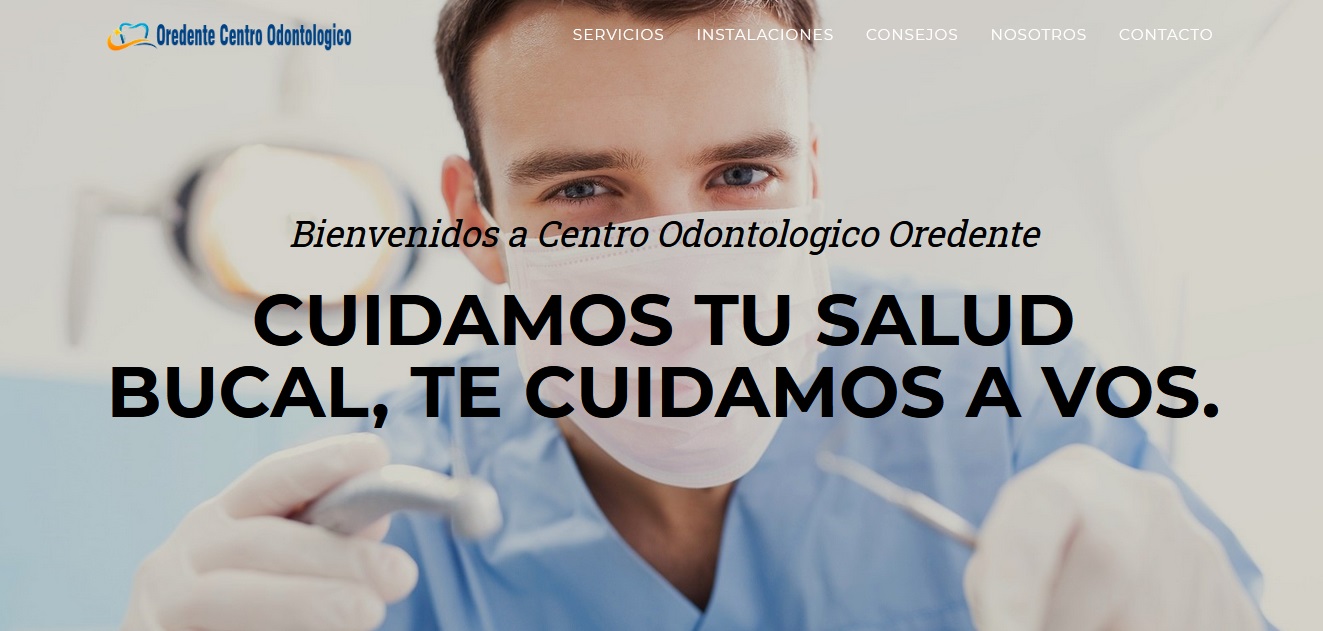 Oredente Centro Odontologico
SERVICIOS INSTALACIONES CONSEJOS NOSOTROS CONTACTO
Bienvenidos a Centro Odontologico Oredente
CUIDAMOS TU SALUD
BUCAL, TE CUIDAMOS A VOS.